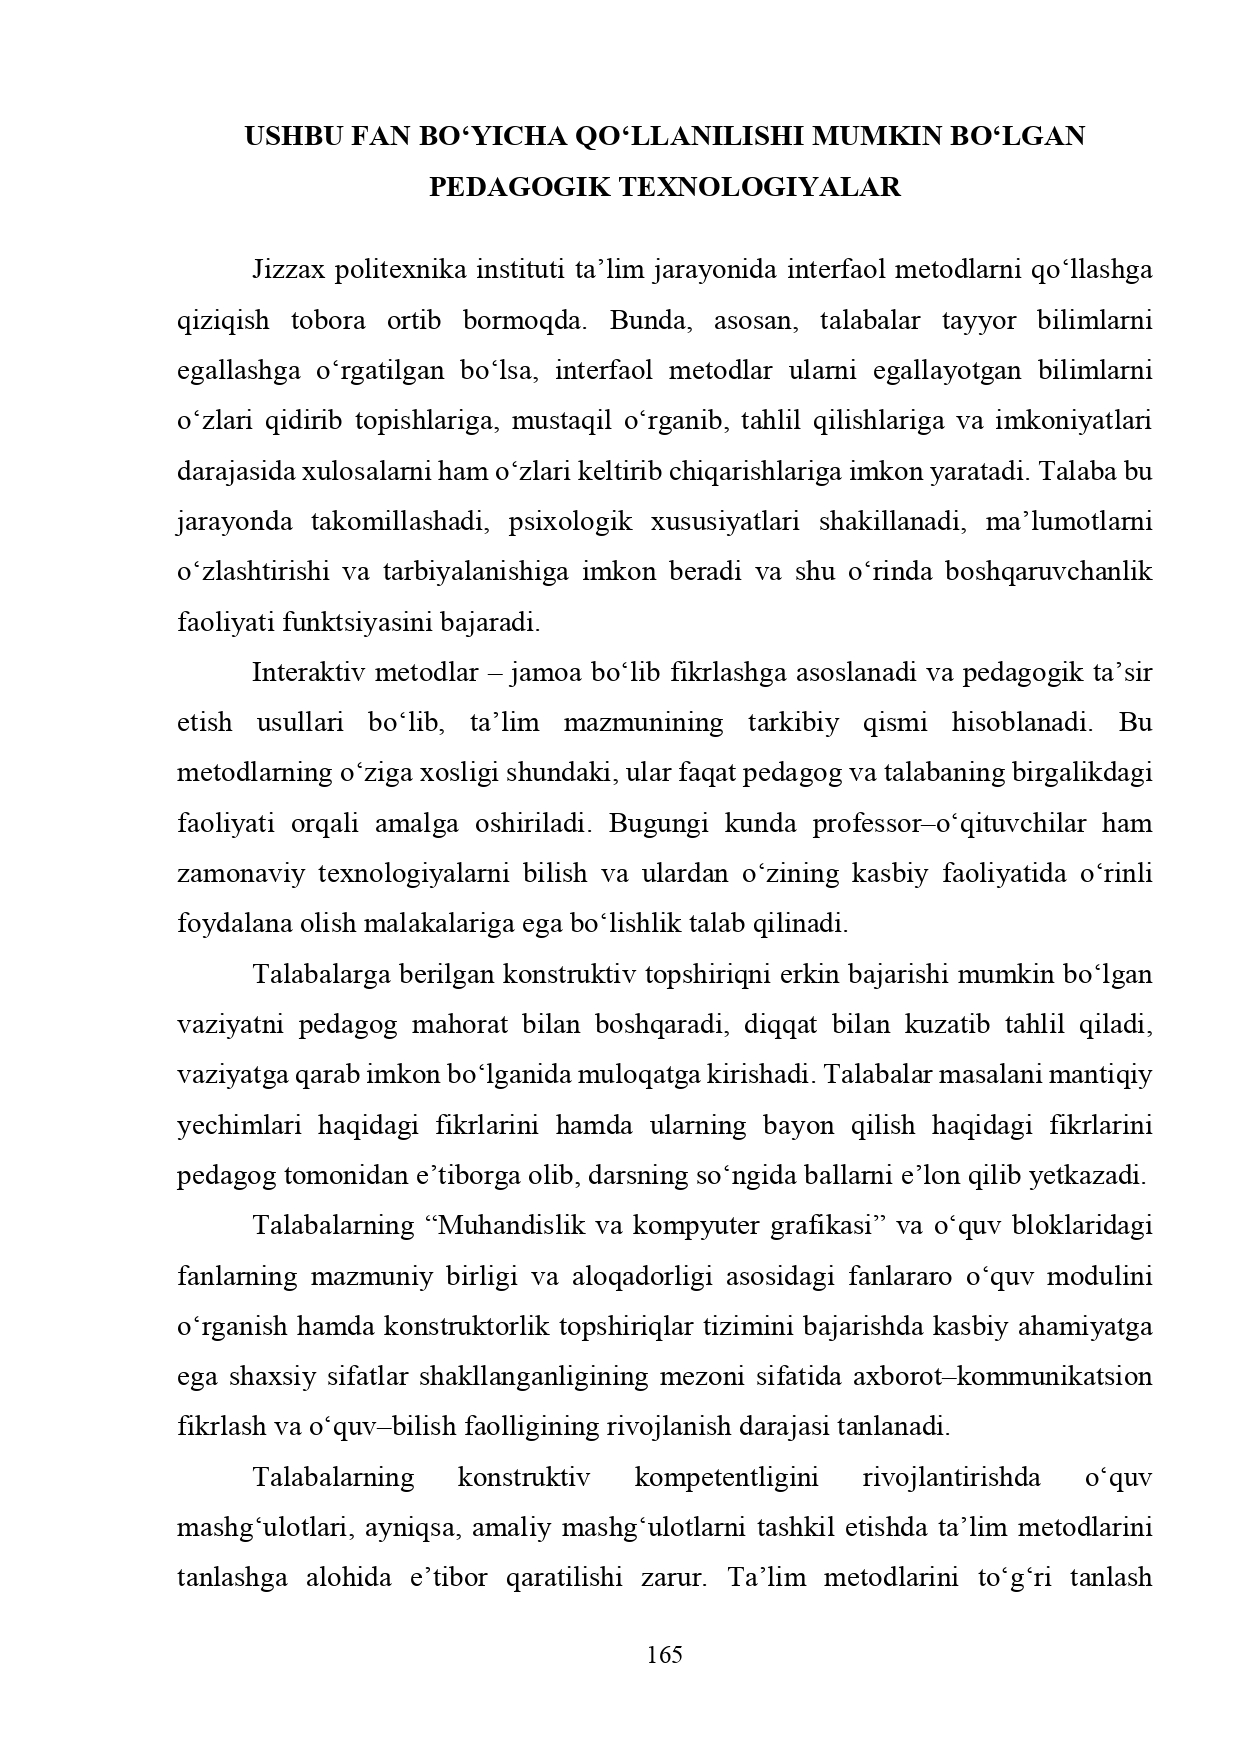 USHBU FAN BO‘YICHA QO‘LLANILISHI MUMKIN BO‘LGAN
PEDAGOGIK TEXNOLOGIYALAR
Jizzax politexnika instituti ta’lim jarayonida interfaol metodlarni qo‘llashga
qiziqish tobora ortib bormoqda. Bunda, asosan, talabalar tayyor bilimlarni
egallashga o‘rgatilgan bo‘lsa, interfaol metodlar ularni egallayotgan bilimlarni
o‘zlari qidirib topishlariga, mustaqil o‘rganib, tahlil qilishlariga va imkoniyatlari
darajasida xulosalarni ham o‘zlari keltirib chiqarishlariga imkon yaratadi. Talaba bu
jarayonda takomillashadi, psixologik xususiyatlari shakillanadi, ma’lumotlarni
o‘zlashtirishi va tarbiyalanishiga imkon beradi va shu o‘rinda boshqaruvchanlik
faoliyati funktsiyasini bajaradi.
Interaktiv metodlar – jamoa bo‘lib fikrlashga asoslanadi va pedagogik ta’sir
etish usullari bo‘lib, ta’lim mazmunining tarkibiy qismi hisoblanadi. Bu
metodlarning o‘ziga xosligi shundaki, ular faqat pedagog va talabaning birgalikdagi
faoliyati orqali amalga oshiriladi. Bugungi kunda professor–o‘qituvchilar ham
zamonaviy texnologiyalarni bilish va ulardan o‘zining kasbiy faoliyatida o‘rinli
foydalana olish malakalariga ega bo‘lishlik talab qilinadi.
Talabalarga berilgan konstruktiv topshiriqni erkin bajarishi mumkin bo‘lgan
vaziyatni pedagog mahorat bilan boshqaradi, diqqat bilan kuzatib tahlil qiladi,
vaziyatga qarab imkon bo‘lganida muloqatga kirishadi. Talabalar masalani mantiqiy
yechimlari haqidagi fikrlarini hamda ularning bayon qilish haqidagi fikrlarini
pedagog tomonidan e’tiborga olib, darsning so‘ngida ballarni e’lon qilib yetkazadi.
Talabalarning “Muhandislik va kompyuter grafikasi” va o‘quv bloklaridagi
fanlarning mazmuniy birligi va aloqadorligi asosidagi fanlararo o‘quv modulini
o‘rganish hamda konstruktorlik topshiriqlar tizimini bajarishda kasbiy ahamiyatga
ega shaxsiy sifatlar shakllanganligining mezoni sifatida axborot–kommunikatsion
fikrlash va o‘quv–bilish faolligining rivojlanish darajasi tanlanadi.
Talabalarning konstruktiv kompetentligini rivojlantirishda o‘quv
mashg‘ulotlari, ayniqsa, amaliy mashg‘ulotlarni tashkil etishda ta’lim metodlarini
tanlashga alohida e’tibor qaratilishi zarur. Ta’lim metodlarini to‘g‘ri tanlash
165